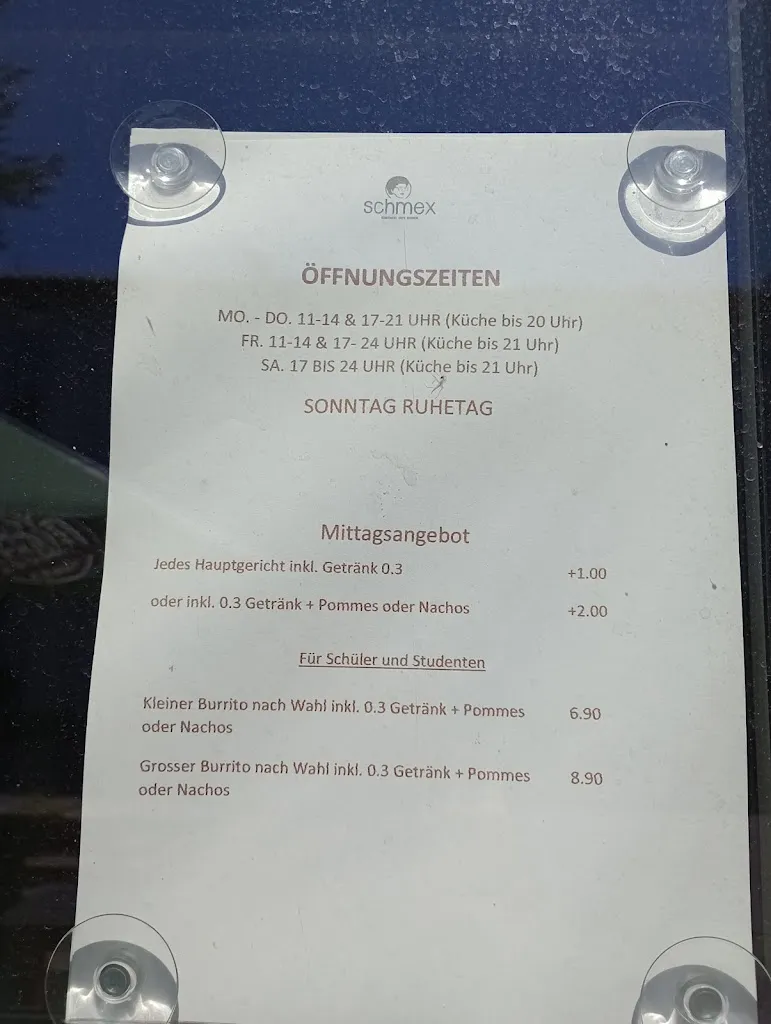 schmex
ÖFFNUNGSZEITEN
MO. - DO. 11-14 & 17-21 UHR (Küche bis 20 Uhr)
FR. 11-14 & 17- 24 UHR (Küche bis 21 Uhr)
SA. 17 BIS 24 UHR (Küche bis 21 Uhr)
SONNTAG RUHETAG
Mittagsangebot
Jedes Hauptgericht inkl. Getränk 0.3 +1.00
oder inkl. 0.3 Getränk + Pommes oder Nachos +2.00
Für Schüler und Studenten
Kleiner Burrito nach Wahl inkl. 0.3 Getränk + Pommes 6.90
oder Nachos
Grosser Burrito nach Wahl inkl. 0.3 Getränk + Pommes 8.90
oder Nachos